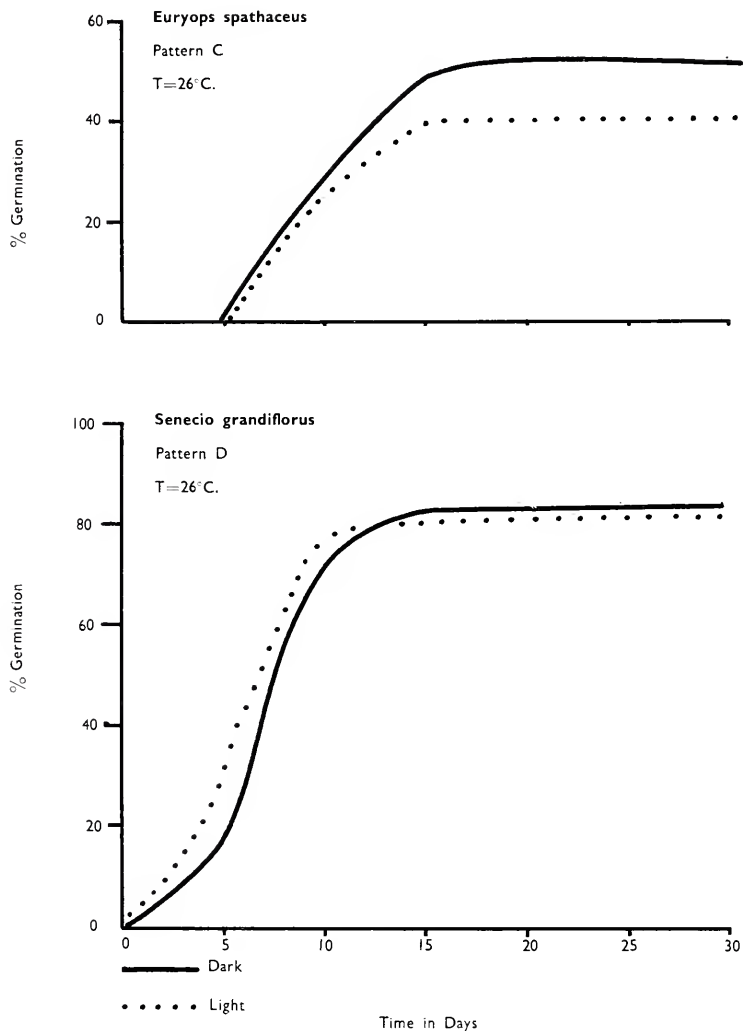 Euryops spathaceus
Pattern C
T=26°C.
60
40
20
0
% Germination
Senecio grandiflorus
Pattern D
T=26°C.
100
80
60
40
20
0
% Germination
0 5 10 15 20 25 30
Dark
Light
Time in Days